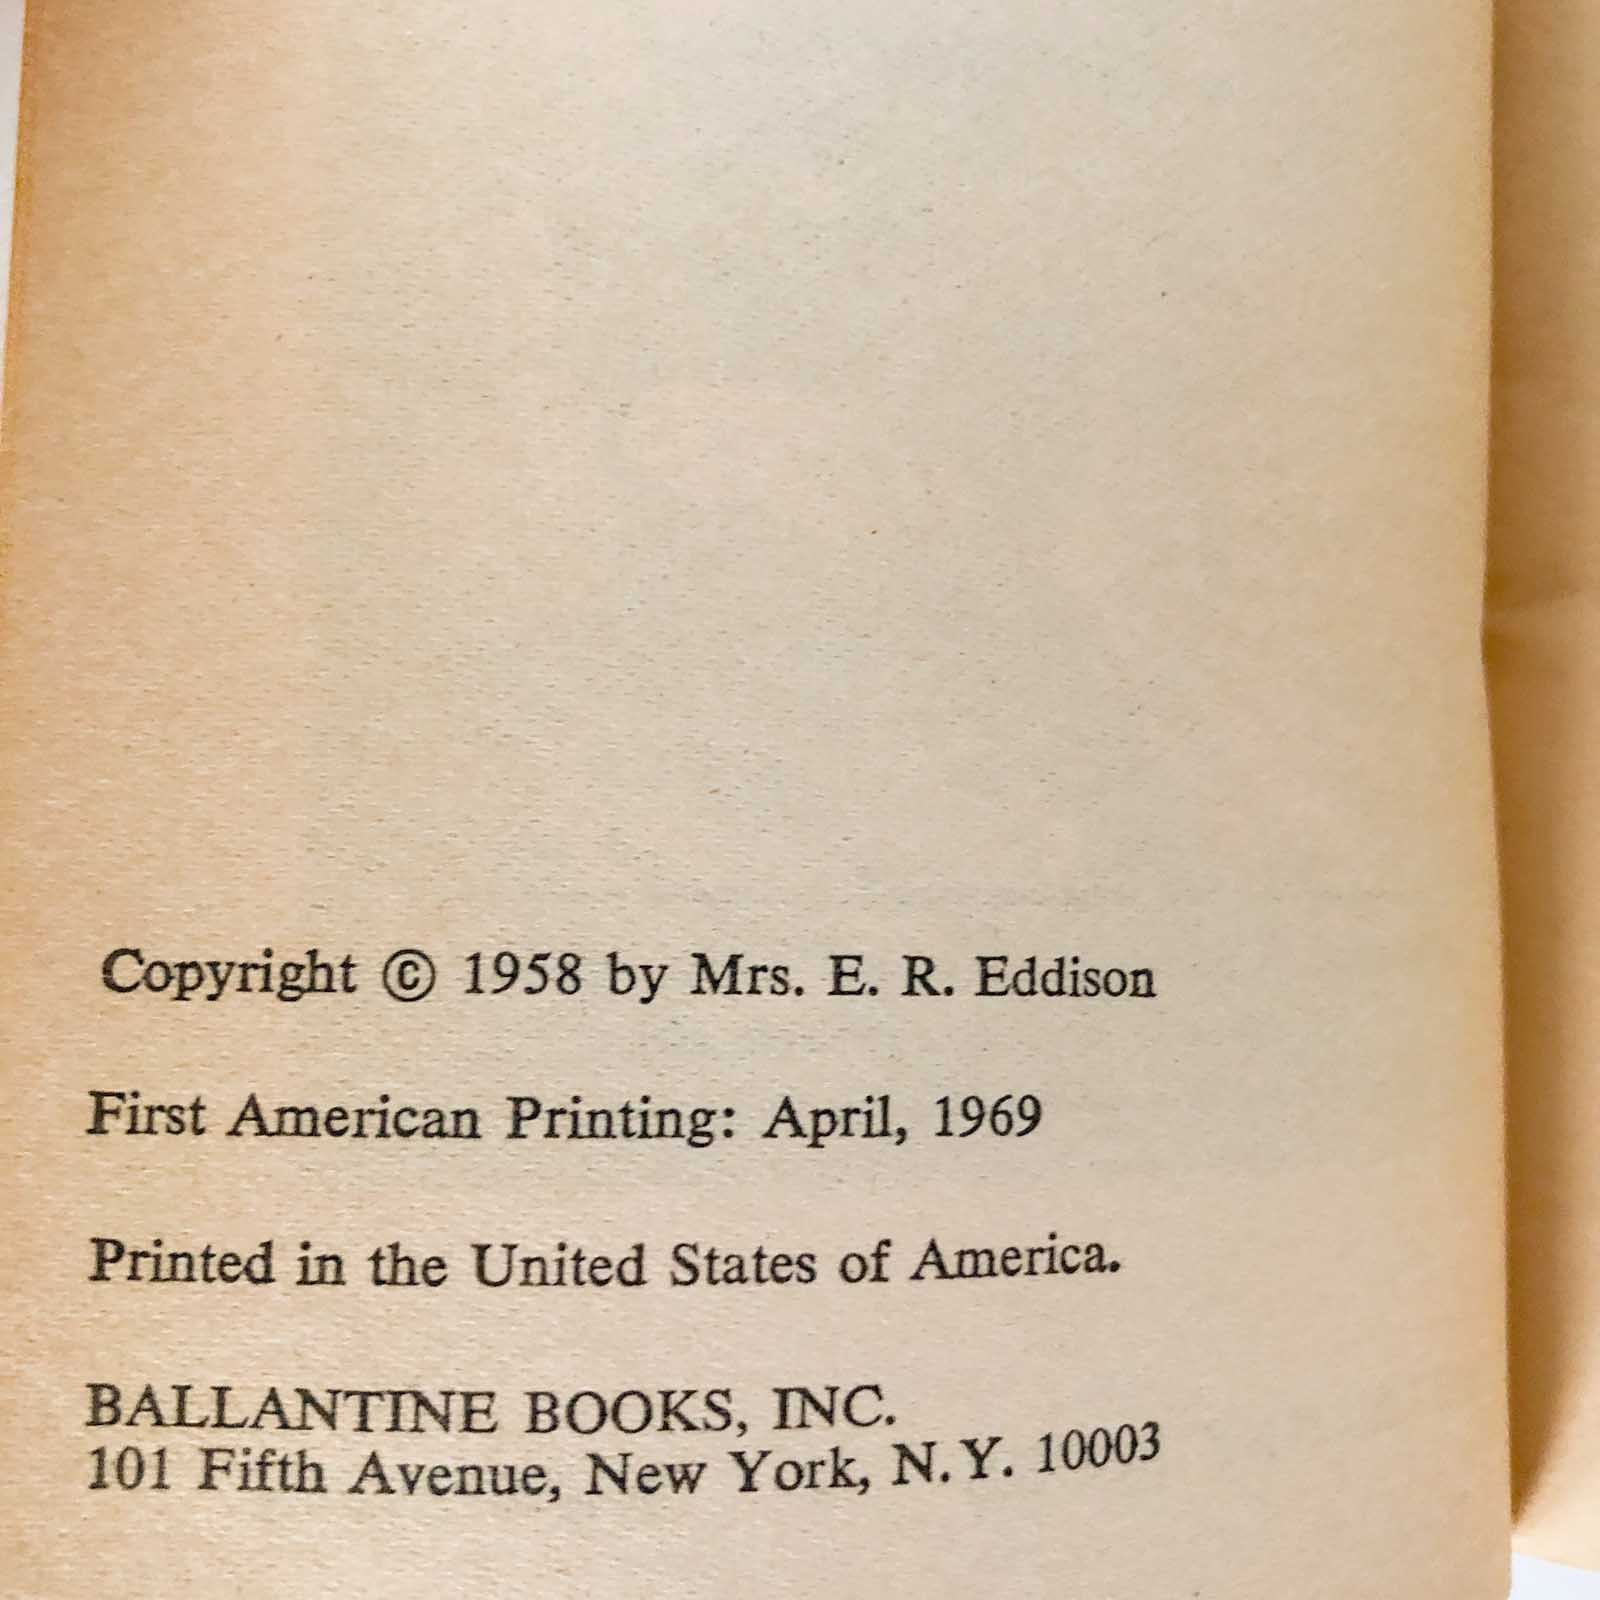 Copyright © 1958 by Mrs. E. R. Eddison
First American Printing: April, 1969
Printed in the United States of America.
BALLANTINE BOOKS, INC.
101 Fifth Avenue, New York, N.Y. 10003